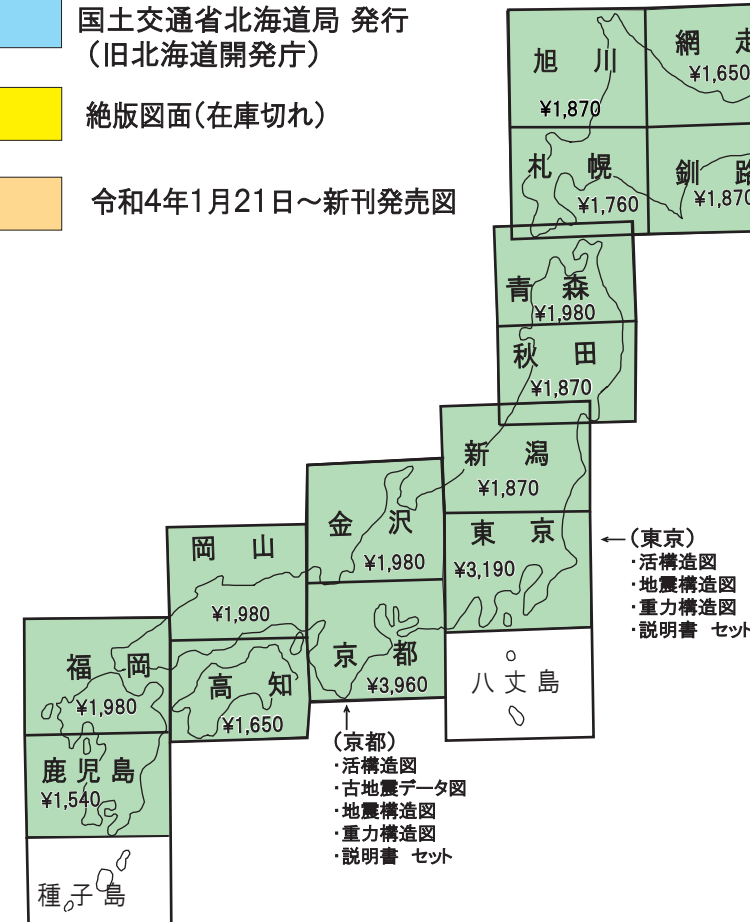 国土交通省北海道局 発行
（旧北海道開発庁）
絶版図面（在庫切れ）
令和4年1月21日～新刊発売図
旭 川
¥1,870
網 走
¥1,650
札 幌
¥1,760
釧 路
¥1,870
青 森
¥1,980
秋 田
¥1,870
新 潟
¥1,870
金 沢
¥1,980
東 京
¥3,190
←（東京）
・活構造図
・地震構造図
・重力構造図
・説明書 セット
岡 山
¥1,980
京 都
¥3,960
八 丈 島
福 岡
¥1,980
高 知
¥1,650
↑
（京都）
・活構造図
・古地震データ図
・地震構造図
・重力構造図
・説明書 セット
鹿 児 島
¥1,540
種 子 島